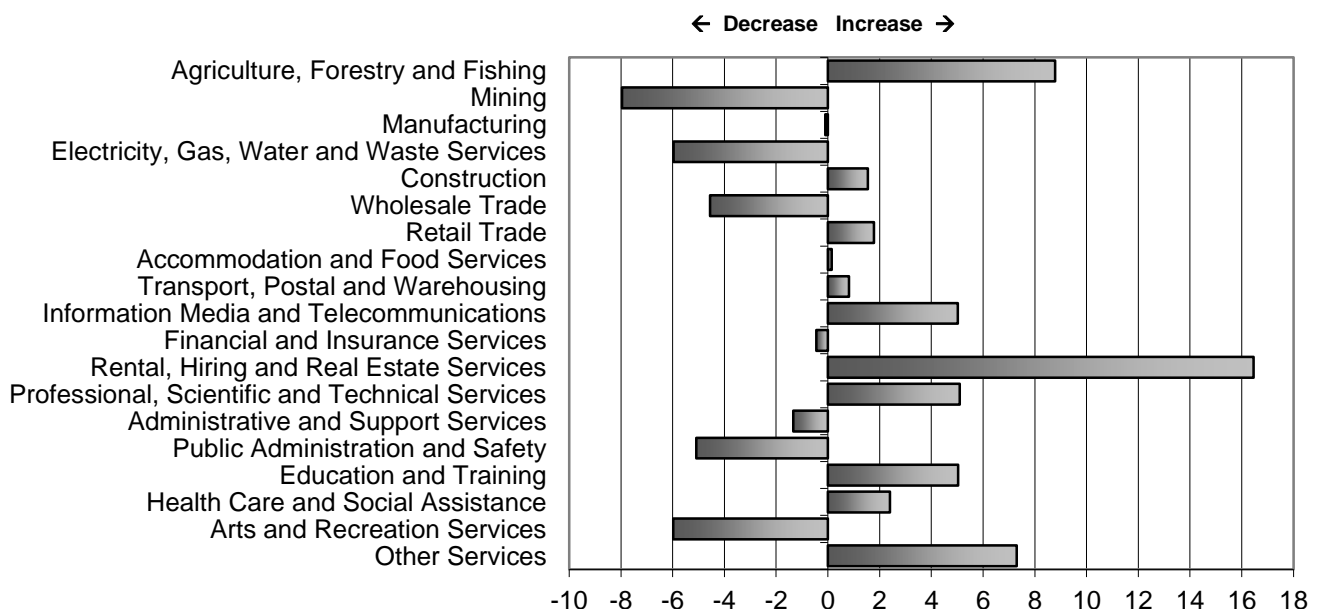 ← Decrease Increase →
Agriculture, Forestry and Fishing
Mining
Manufacturing
Electricity, Gas, Water and Waste Services
Construction
Wholesale Trade
Retail Trade
Accommodation and Food Services
Transport, Postal and Warehousing
Information Media and Telecommunications
Financial and Insurance Services
Rental, Hiring and Real Estate Services
Professional, Scientific and Technical Services
Administrative and Support Services
Public Administration and Safety
Education and Training
Health Care and Social Assistance
Arts and Recreation Services
Other Services
-10 -8 -6 -4 -2 0 2 4 6 8 10 12 14 16 18